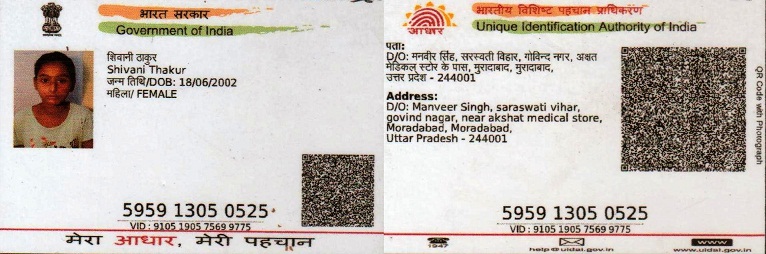 भारत सरकार
Government of India
शिवानी ठाकुर
Shivani Thakur
जन्म तिथि/DOB: 18/06/2002
महिला/ FEMALE
5959 1305 0525
VID : 9105 1905 7569 9775
मेरा आधार, मेरी पहचान
भारतीय विशिष्ट पहचान प्राधिकरण
आधार
Unique Identification Authority of India
पता:
D/O: मनवीर सिंह, सरस्वती विहार, गोविन्द नगर, अक्षत
मेडिकल स्टोर के पास, मुरादाबाद, मुरादाबाद,
उत्तर प्रदेश - 244001
Address:
D/O: Manveer Singh, saraswati vihar,
govind nagar, near akshat medical store,
Moradabad, Moradabad,
Uttar Pradesh - 244001
QR Code with Photograph
5959 1305 0525
VID : 9105 1905 7569 9775
1947
help@uidai.gov.in
www
www.uidai.gov.in